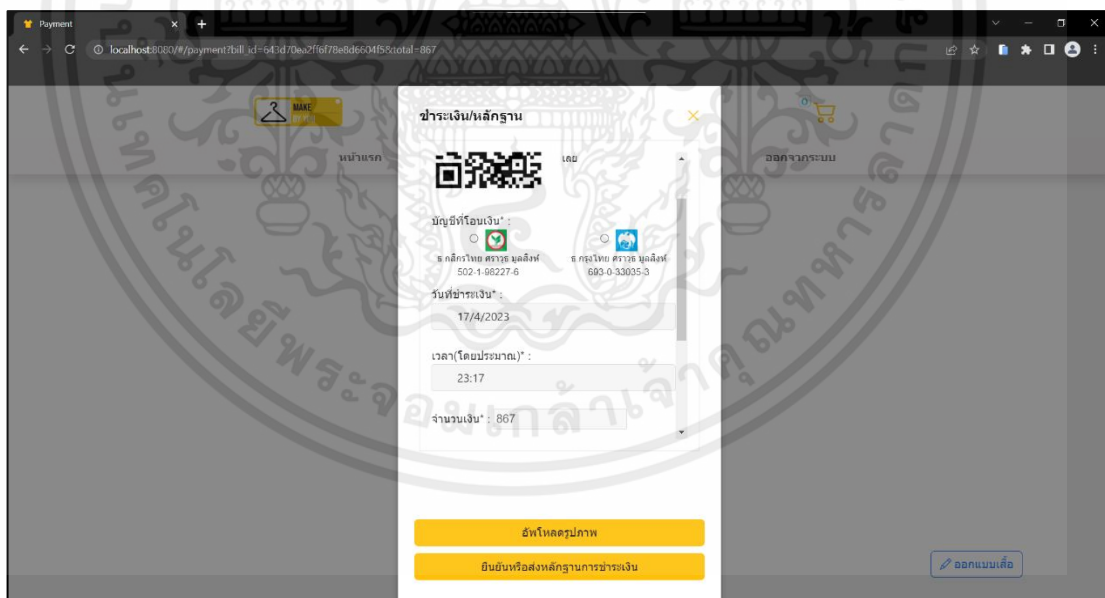 Payment
localhost:8080/#/payment?bill_id=643d70ea2ff6f78e8d6604f5&total=867
MAKE
ชำระเงิน/หลักฐาน
0
หน้าแรก
ออกจากระบบ
เลย
บัญชีที่โอนเงิน* :
ธ กสิกรไทย ศราวุธ มูลสิงห์
ธ กรุงไทย ศราวุธ มูลสิงห์
502-1-98227-6
693-0-33035-3
วันที่ชำระเงิน* :
17/4/2023
เวลา(โดยประมาณ)* :
23:17
จำนวนเงิน* : 867
อัพโหลดรูปภาพ
ยืนยันหรือส่งหลักฐานการชำระเงิน
ออกแบบเสื้อ